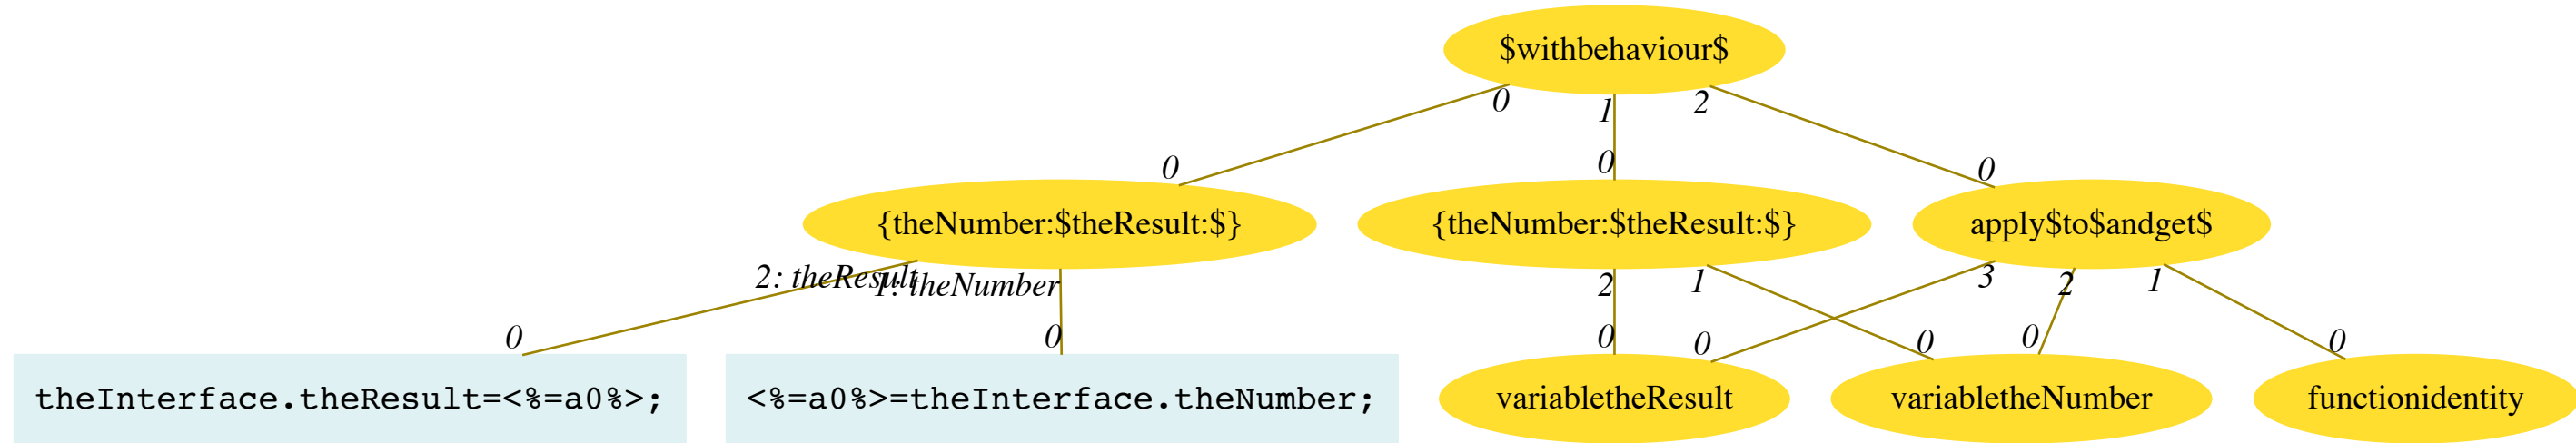 $withbehaviour$
0
1
2
0
0
0
{theNumber:$theResult:$}
{theNumber:$theResult:$}
apply$to$andget$
2: theResult
1: theNumber
2
1
3
2
1
0
0
0
0
0
0
0
theInterface.theResult=<%=a0%>;
<%=a0%>=theInterface.theNumber;
variabletheResult
variabletheNumber
functionidentity